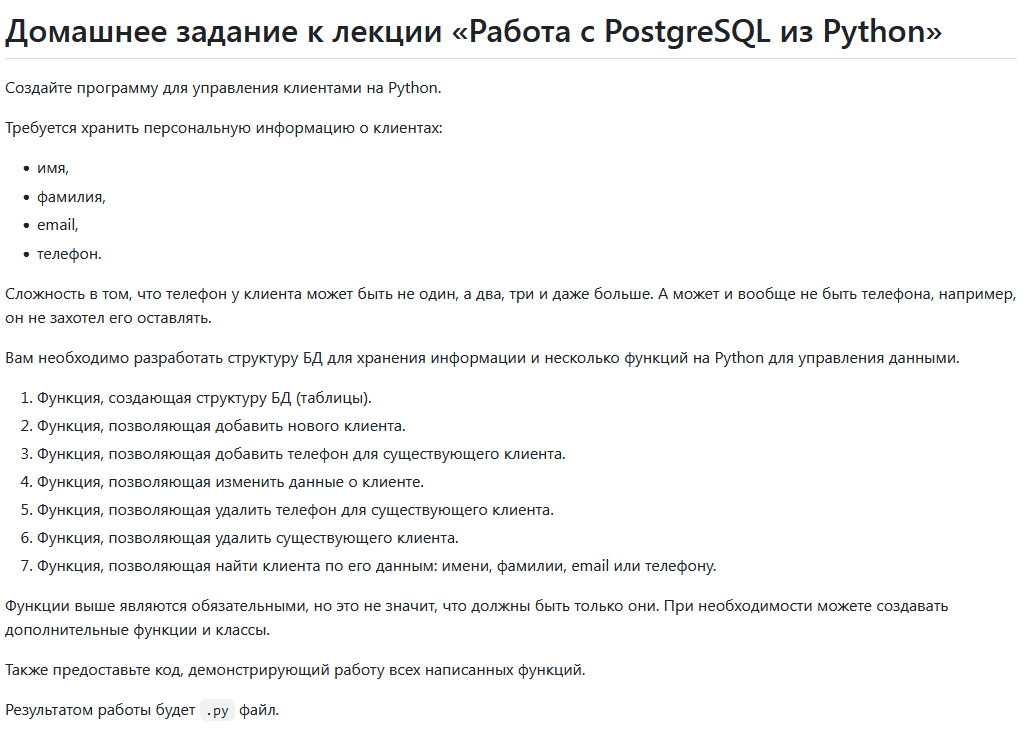 Домашнее задание к лекции «Работа с PostgreSQL из Python»
Создайте программу для управления клиентами на Python.
Требуется хранить персональную информацию о клиентах:
• имя,
• фамилия,
• email,
• телефон.
Сложность в том, что телефон у клиента может быть не один, а два, три и даже больше. А может и вообще не быть телефона, например,
он не захотел его оставлять.
Вам необходимо разработать структуру БД для хранения информации и несколько функций на Python для управления данными.
1. Функция, создающая структуру БД (таблицы).
2. Функция, позволяющая добавить нового клиента.
3. Функция, позволяющая добавить телефон для существующего клиента.
4. Функция, позволяющая изменить данные о клиенте.
5. Функция, позволяющая удалить телефон для существующего клиента.
6. Функция, позволяющая удалить существующего клиента.
7. Функция, позволяющая найти клиента по его данным: имени, фамилии, email или телефону.
Функции выше являются обязательными, но это не значит, что должны быть только они. При необходимости можете создавать
дополнительные функции и классы.
Также предоставьте код, демонстрирующий работу всех написанных функций.
Результатом работы будет .py файл.